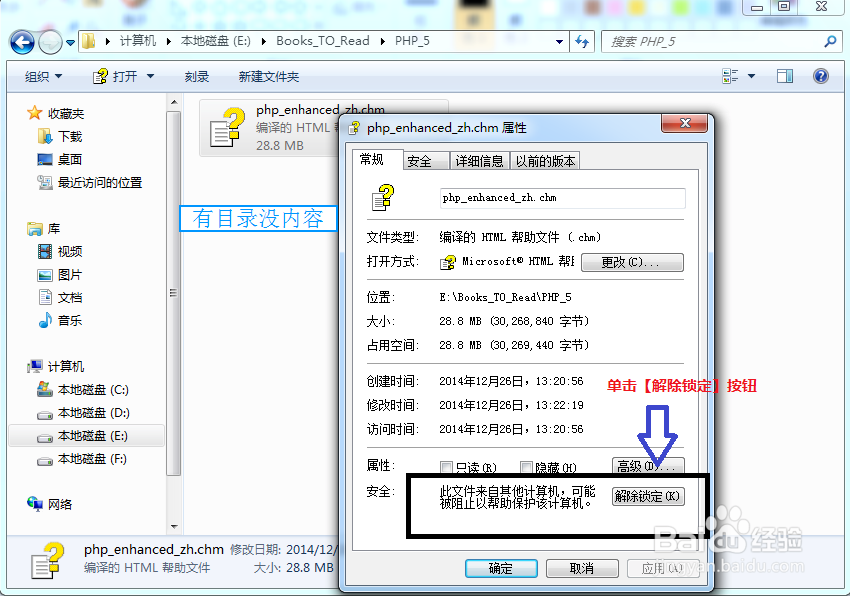 计算机 本地磁盘 (E:) Books_TO_Read PHP_5
搜索 PHP_5
组织 打开 刻录 新建文件夹
收藏夹
下载
桌面
最近访问的位置
库
视频
图片
文档
音乐
计算机
本地磁盘 (C:)
本地磁盘 (D:)
本地磁盘 (E:)
本地磁盘 (F:)
网络
php_enhanced_zh.chm
编译的 HTML
28.8 MB
有目录没内容
php_enhanced_zh.chm 属性
常规 安全 详细信息 以前的版本
php_enhanced_zh.chm
文件类型: 编译的 HTML 帮助文件 (.chm)
打开方式: Microsoft® HTML 帮 更改(C)...
位置: E:\Books_TO_Read\PHP_5
大小: 28.8 MB (30,268,840 字节)
占用空间: 28.8 MB (30,269,440 字节)
创建时间: 2014年12月26日，13:20:56
修改时间: 2014年12月26日，13:22:19
访问时间: 2014年12月26日，13:20:56
单击【解除锁定】按钮
属性: 只读(R) 隐藏(H) 高级(D)...
安全: 此文件来自其他计算机，可能
被阻止以帮助保护该计算机。
解除锁定(K)
确定 取消 应用(A)
php_enhanced_zh.chm 修改日期: 2014/12/
编译的 HTML 帮助文件 大小: 28.8 MB
Baidu经验
jingyan.baidu.com